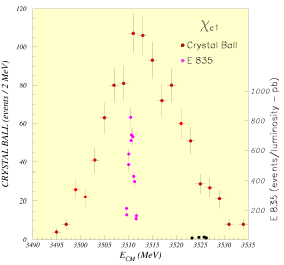 χc1
Crystal Ball
E 835
CRYSTAL BALL (events / 2 MeV)
120
100
80
60
40
20
0
1000
800
600
400
200
E 835 (events/luminosity – pb)
3490 3495 3500 3505 3510 3515 3520 3525 3530 3535
ECM (MeV)